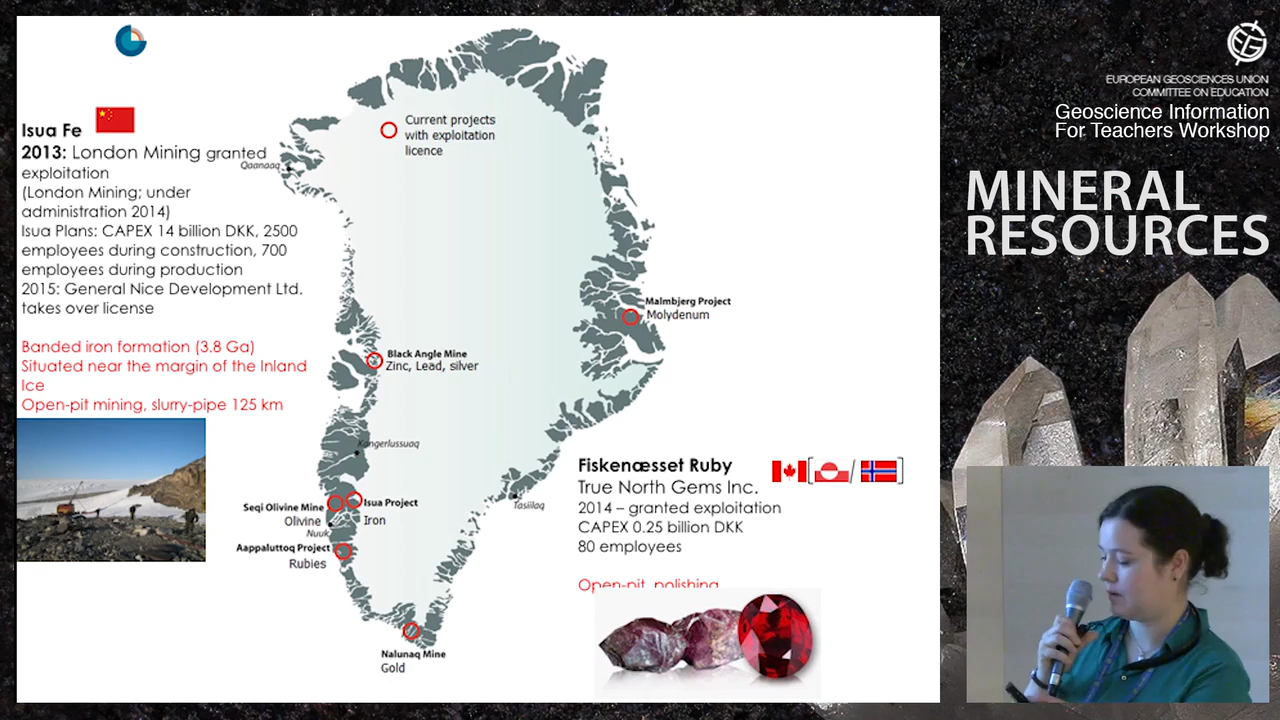 Isua Fe
2013: London Mining granted
exploitation
(London Mining; under
administration 2014)
Isua Plans: CAPEX 14 billion DKK, 2500
employees during construction, 700
employees during production
2015: General Nice Development Ltd.
takes over license
Banded iron formation (3.8 Ga)
Situated near the margin of the Inland
Ice
Open-pit mining, slurry-pipe 125 km
Current projects
with exploitation
licence
Qaanaaq
Malmbjerg Project
Molydenum
Black Angle Mine
Zinc, Lead, silver
Kangerlussuaq
Seqi Olivine Mine
Olivine
Isua Project
Iron
Nuuk
Aappaluttoq Project
Rubies
Tasiilaq
Nalunaq Mine
Gold
Fiskenæsset Ruby
True North Gems Inc.
2014 – granted exploitation
CAPEX 0.25 billion DKK
80 employees
Open-pit, polishing
EUROPEAN GEOSCIENCES UNION
COMMITTEE ON EDUCATION
Geoscience Information
For Teachers Workshop
MINERAL
RESOURCES